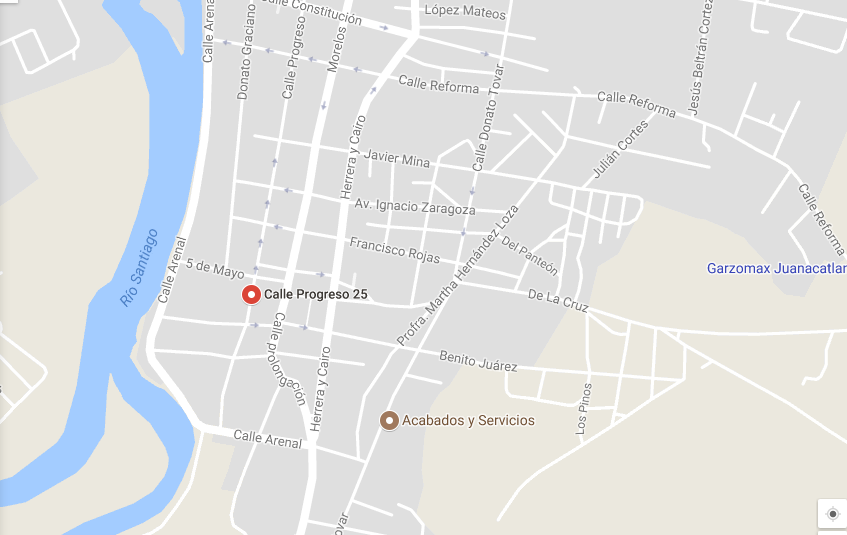 Calle Constitución
López Mateos
Calle Arenal
Donato Graciano
Calle Progreso
Morelos
Calle Reforma
Calle Reforma
Jesús Beltrán Cortez
Calle Donato Tovar
Julián Cortes
Herrera y Cairo
Javier Mina
Av. Ignacio Zaragoza
Calle Reforma
Francisco Rojas
Del Panteón
Profra. Martha Hernández Loza
Río Santiago
Calle Arenal
5 de Mayo
Garzomax Juanacatlan
Calle Progreso 25
De La Cruz
Calle prolongación
Herrera y Cairo
Benito Juárez
Los Pinos
Acabados y Servicios
Calle Arenal
ovar